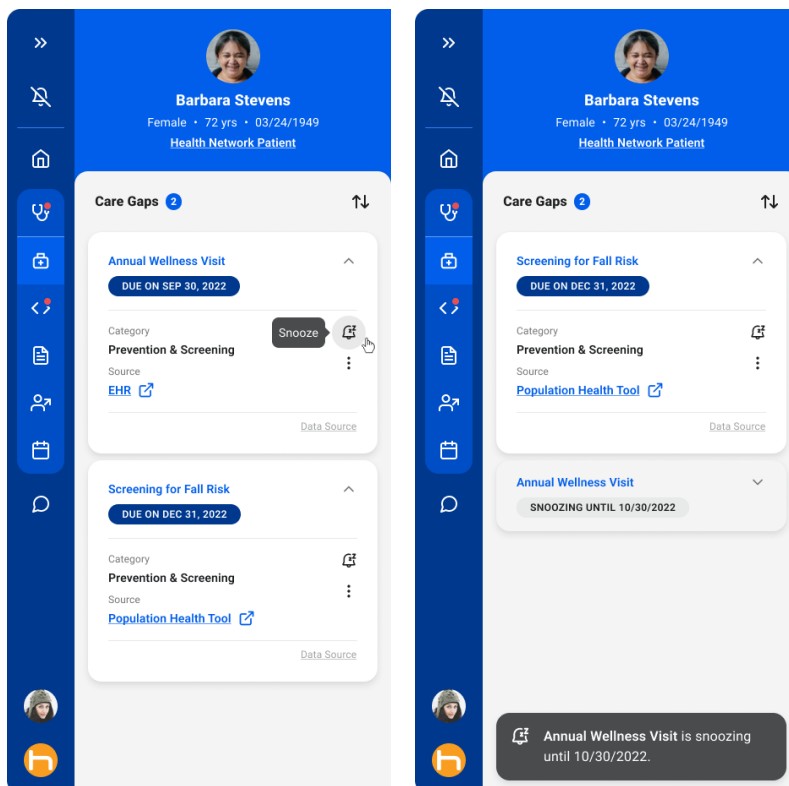 Barbara Stevens
Female • 72 yrs • 03/24/1949
Health Network Patient
Care Gaps 2
Annual Wellness Visit
DUE ON SEP 30, 2022
Category
Snooze
Prevention & Screening
Source
EHR
Data Source
Screening for Fall Risk
DUE ON DEC 31, 2022
Category
Prevention & Screening
Source
Population Health Tool
Data Source
Barbara Stevens
Female • 72 yrs • 03/24/1949
Health Network Patient
Care Gaps 2
Screening for Fall Risk
DUE ON DEC 31, 2022
Category
Prevention & Screening
Source
Population Health Tool
Data Source
Annual Wellness Visit
SNOOZING UNTIL 10/30/2022
Annual Wellness Visit is snoozing
until 10/30/2022.